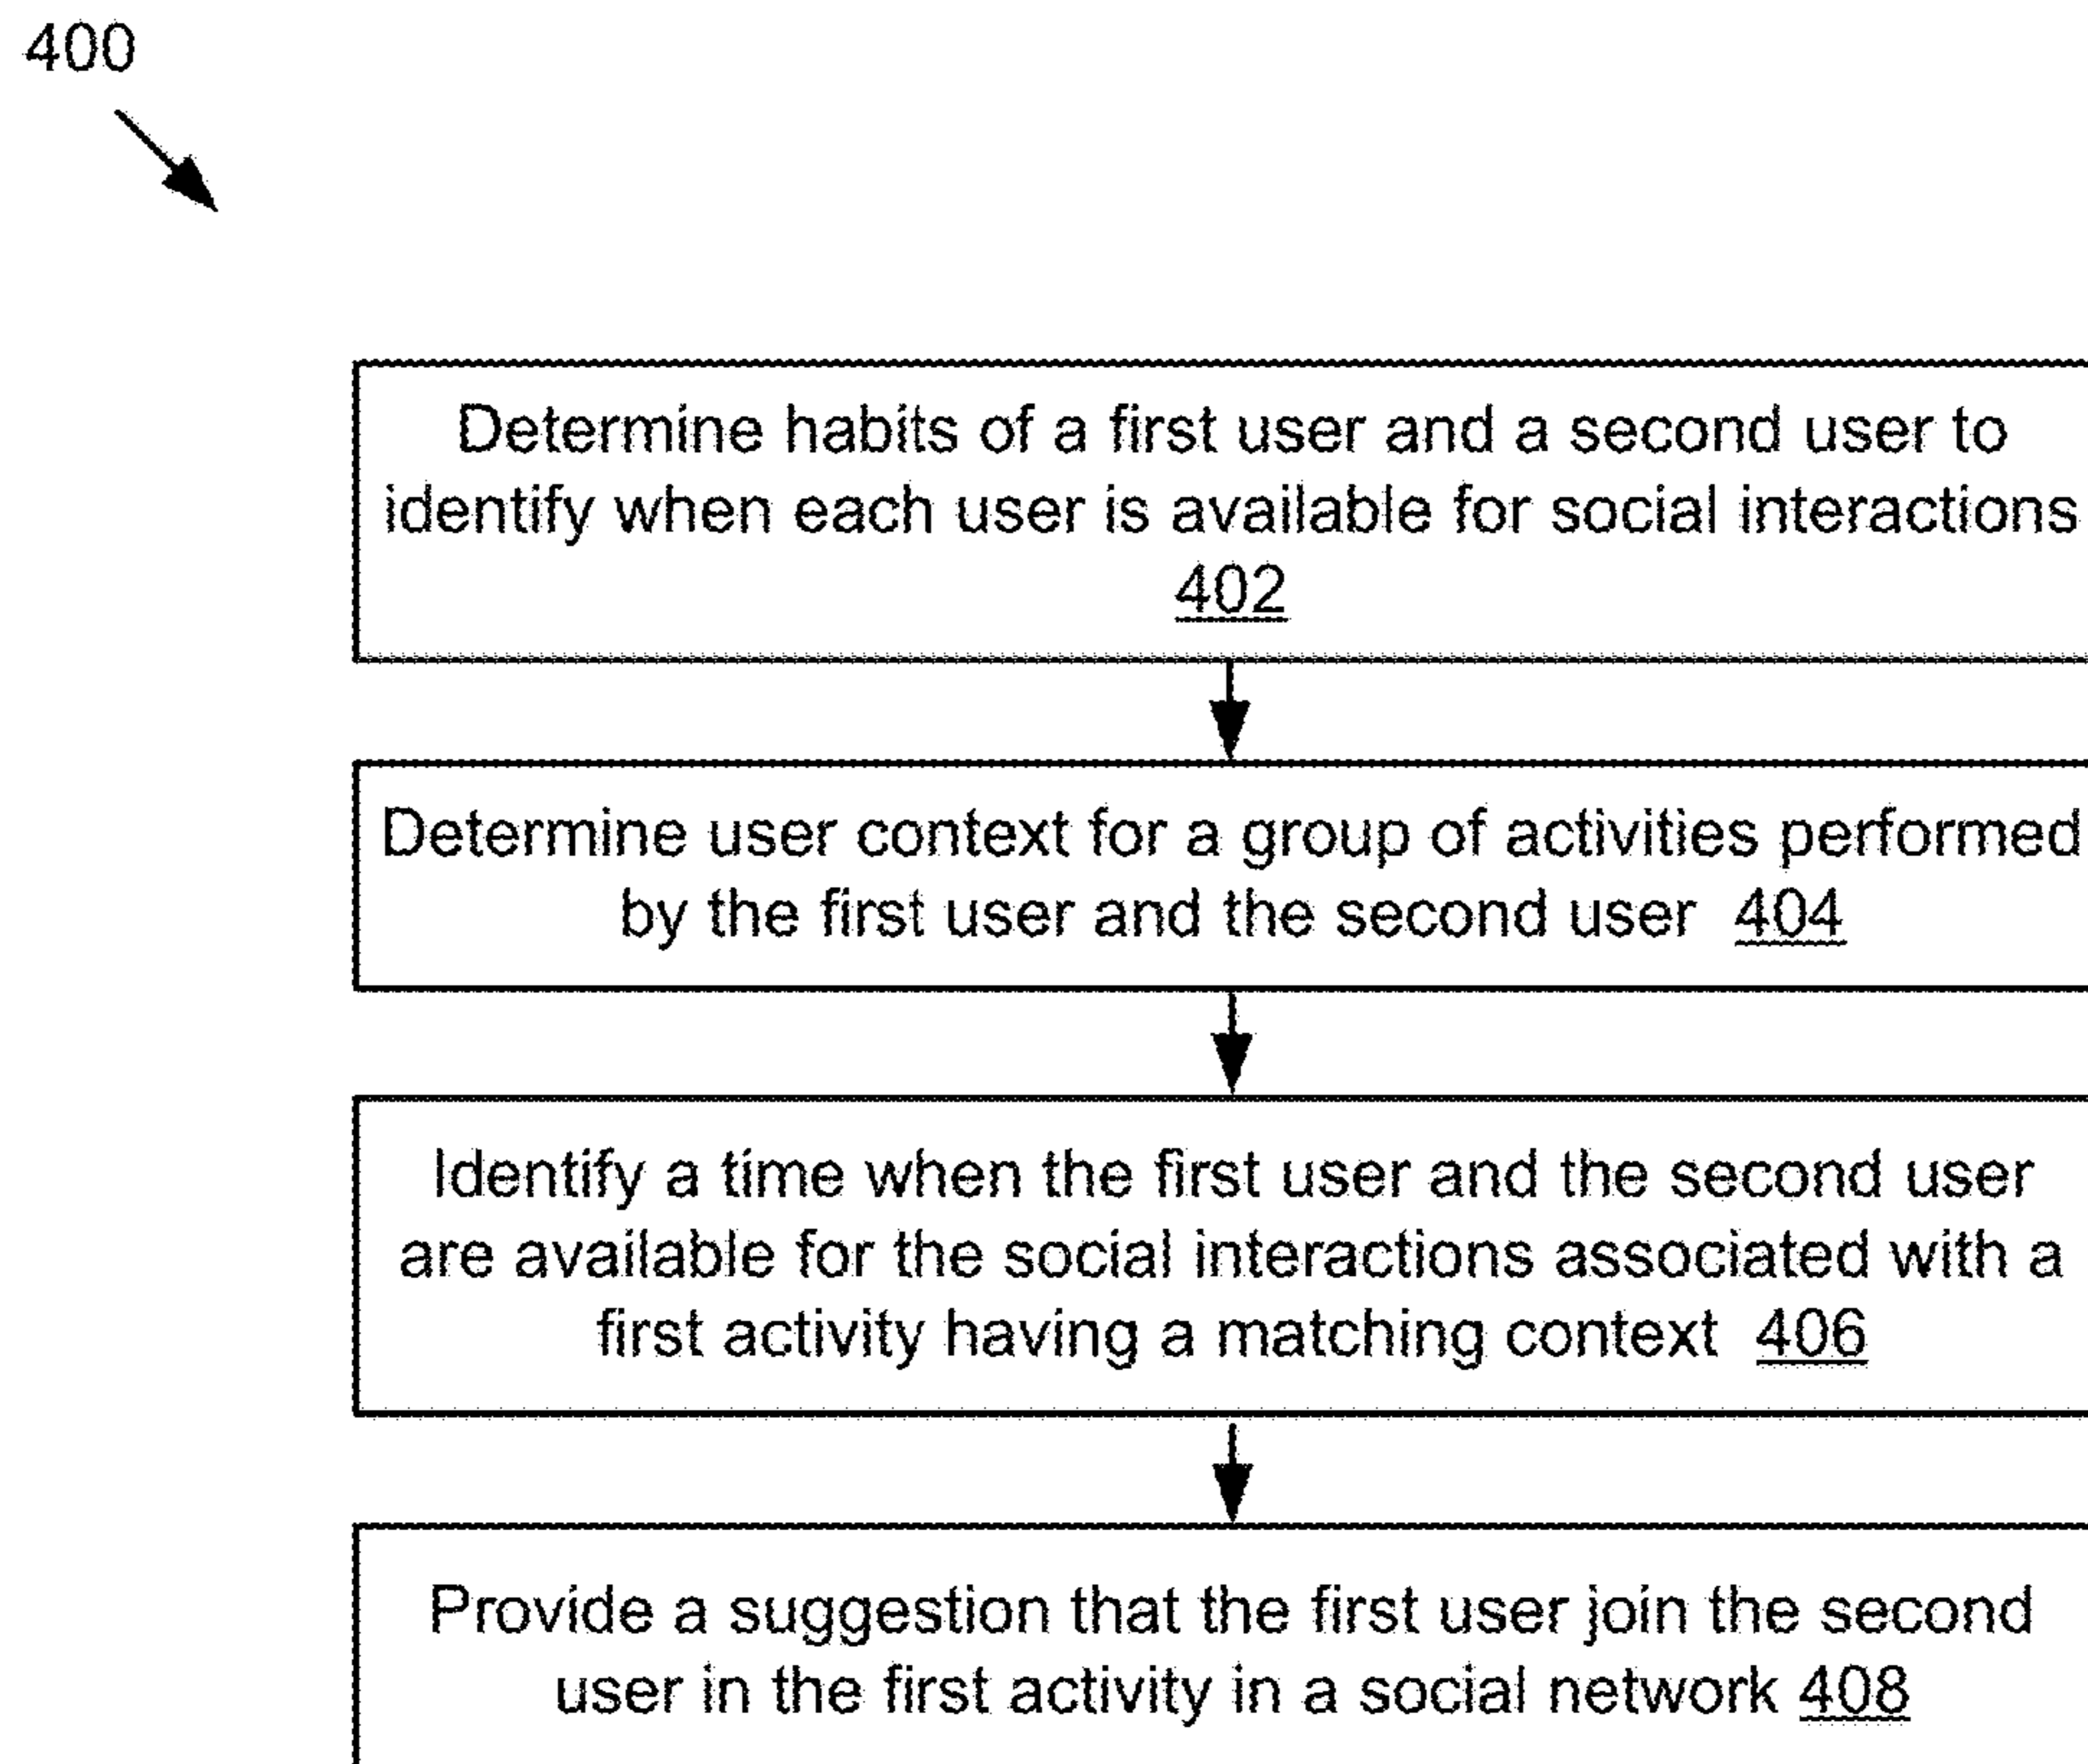 400
Determine habits of a first user and a second user to
identify when each user is available for social interactions
402
Determine user context for a group of activities performed
by the first user and the second user 404
Identify a time when the first user and the second user
are available for the social interactions associated with a
first activity having a matching context 406
Provide a suggestion that the first user join the second
user in the first activity in a social network 408